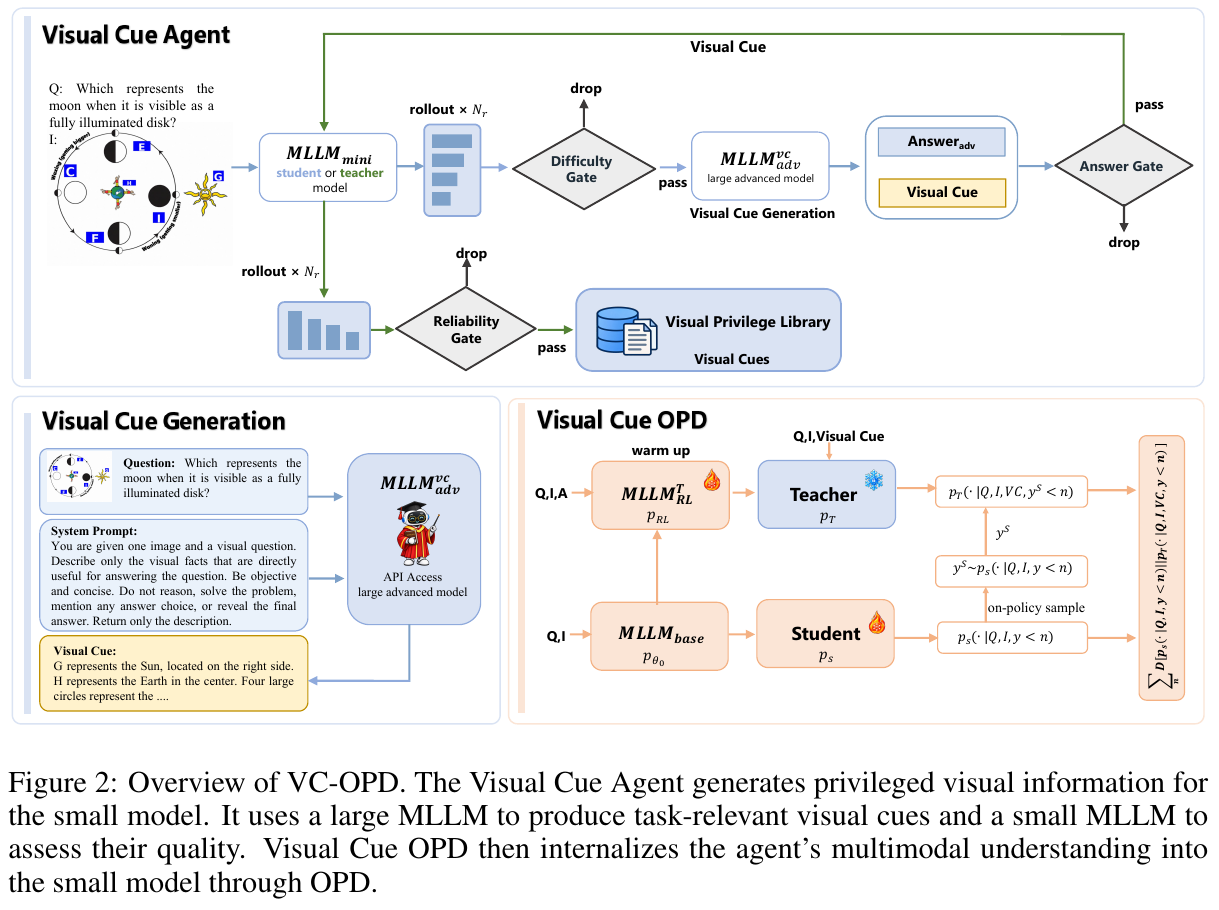 Visual Cue Agent
Visual Cue
Q: Which represents the
moon when it is visible as a
fully illuminated disk?
I:
Waxing (getting bigger)
E
C
H
G
I
F
Waning (getting smaller)
MLLM_mini
student or teacher
model
rollout × N_r
drop
Difficulty
Gate
pass
MLLM^vc_adv
large advanced model
Visual Cue Generation
Answer_adv
Visual Cue
pass
Answer Gate
drop
rollout × N_r
drop
Reliability
Gate
pass
Visual Privilege Library
Visual Cues
Visual Cue Generation
Question: Which represents the
moon when it is visible as a fully
illuminated disk?
System Prompt:
You are given one image and a visual question.
Describe only the visual facts that are directly
useful for answering the question. Be objective
and concise. Do not reason, solve the problem,
mention any answer choice, or reveal the final
answer. Return only the description.
Visual Cue:
G represents the Sun, located on the right side.
H represents the Earth in the center. Four large
circles represent the ....
MLLM^vc_adv
API Access
large advanced model
Visual Cue OPD
warm up
Q,I,A
MLLM^T_RL
p_RL
Q,I,Visual Cue
Teacher
p_T
p_T(· |Q, I, VC, y^S < n)
y^S
y^S~p_s(· |Q, I, y < n)
on-policy sample
Q,I
MLLM_base
p_θ0
Student
p_s
p_s(· |Q, I, y < n)
[∑_n D[p_s(· |Q, I, y < n)||p_T(· |Q, I, VC, y < n)]
Figure 2: Overview of VC-OPD. The Visual Cue Agent generates privileged visual information for
the small model. It uses a large MLLM to produce task-relevant visual cues and a small MLLM to
assess their quality. Visual Cue OPD then internalizes the agent's multimodal understanding into
the small model through OPD.